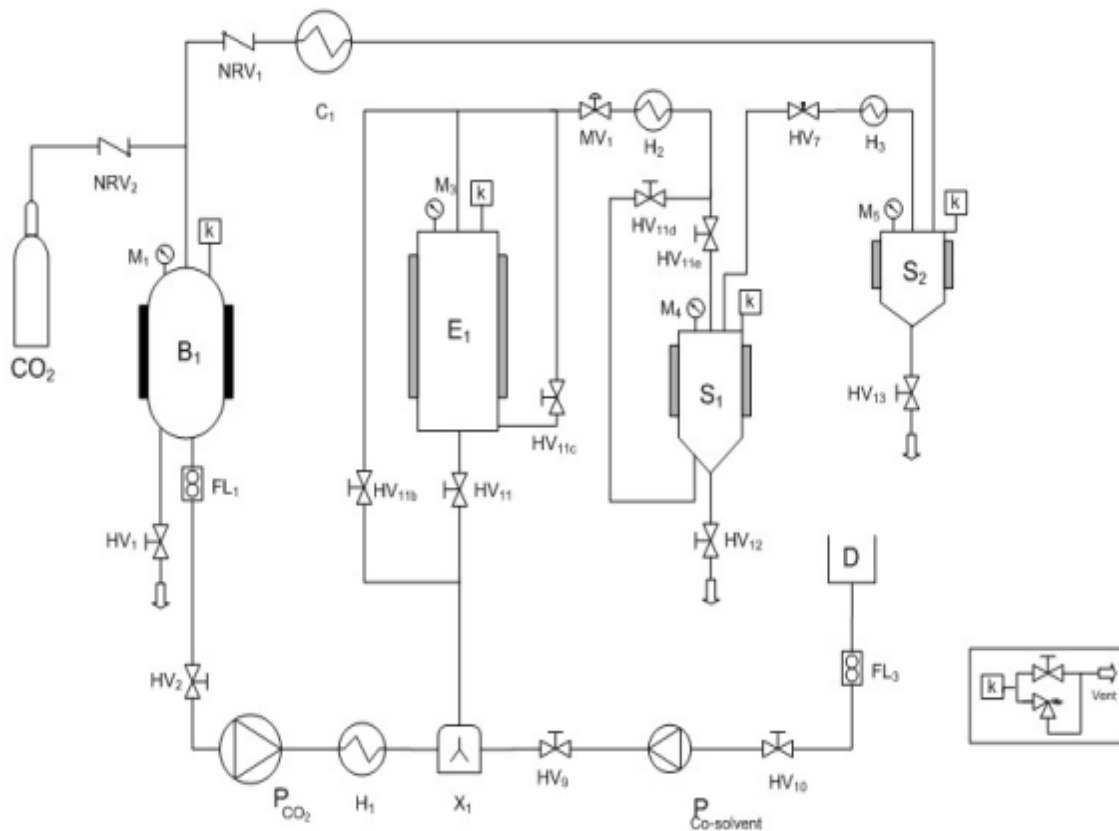 NRV1
C1
NRV2
CO2
M1
k
B1
FL1
HV1
HV2
PCO2
H1
X1
M3
k
E1
HV11b
HV11
HV11c
MV1
H2
HV11d
HV11e
M4
k
S1
HV12
HV7
H3
M5
k
S2
HV13
D
FL3
HV9
PCo-solvent
HV10
k
Vent